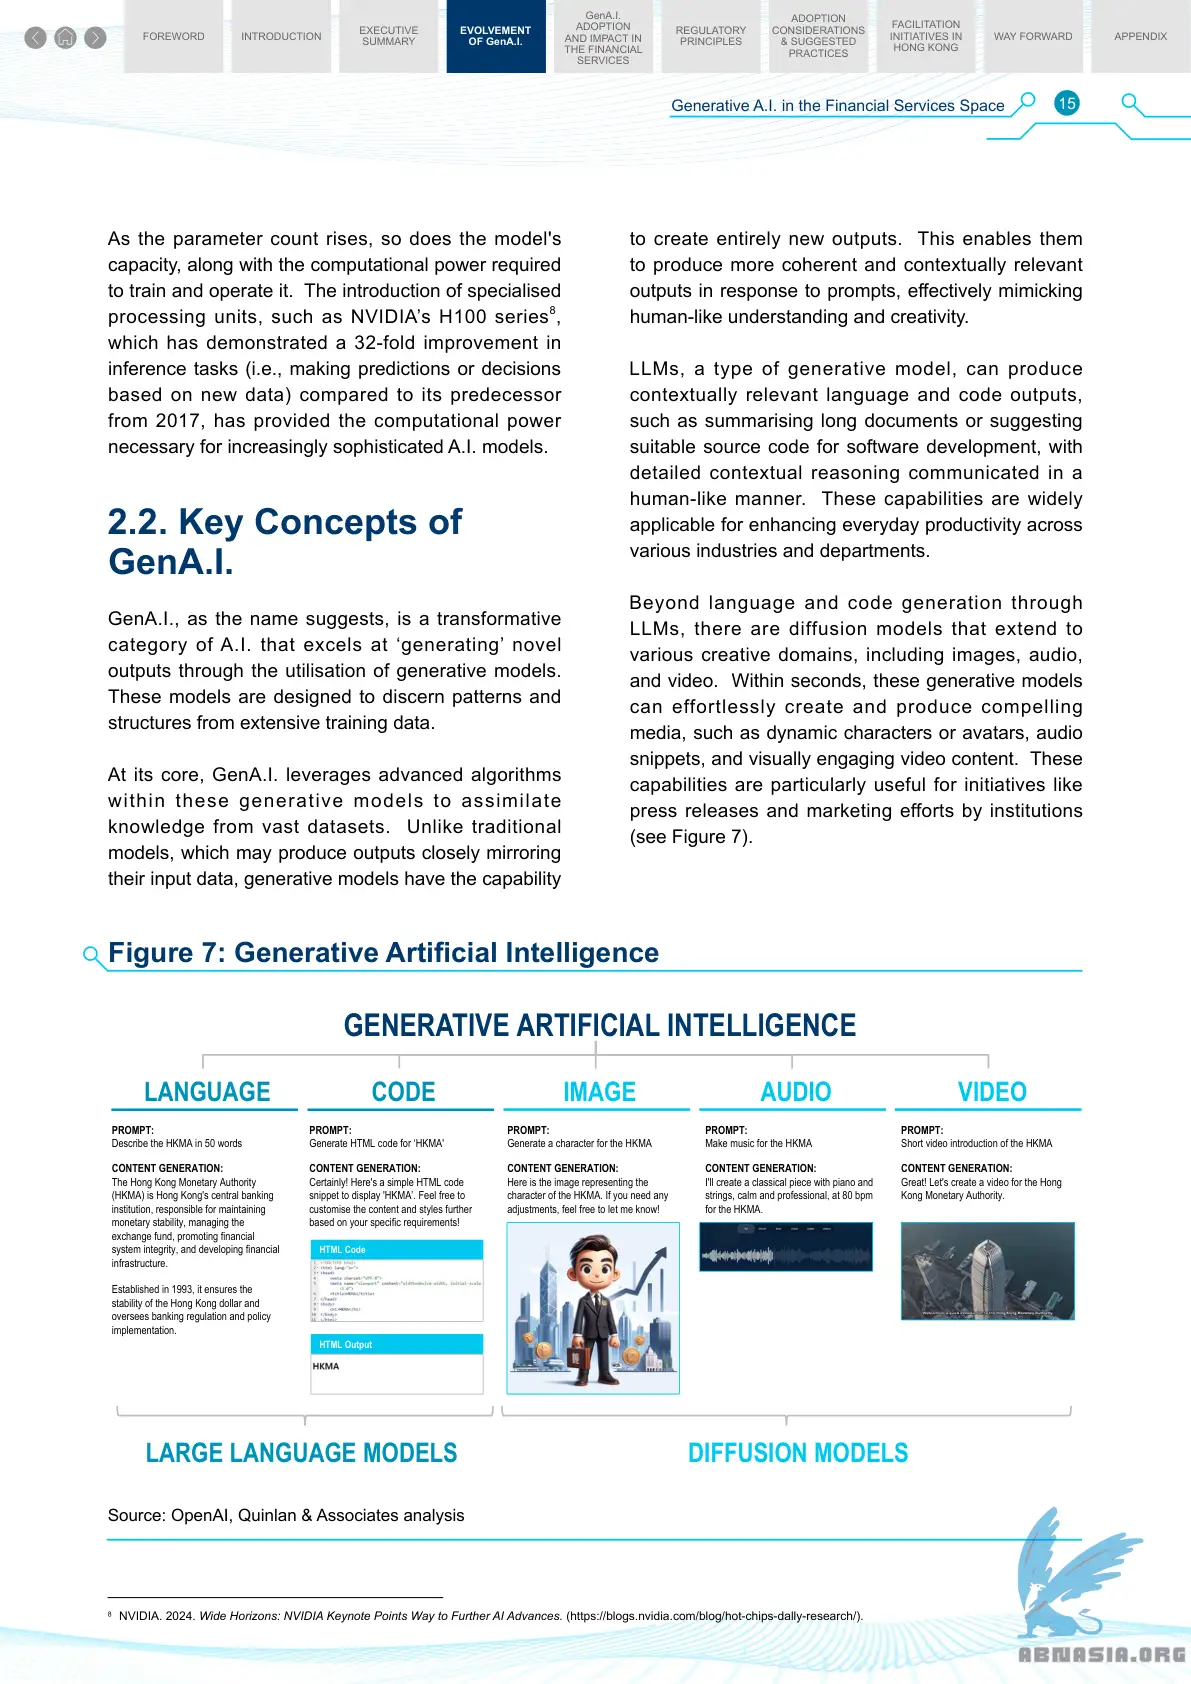 FOREWORD
INTRODUCTION
EXECUTIVE
SUMMARY
EVOLVEMENT
OF GenA.I.
GenA.I.
ADOPTION
AND IMPACT IN
THE FINANCIAL
SERVICES
REGULATORY
PRINCIPLES
ADOPTION
CONSIDERATIONS
& SUGGESTED
PRACTICES
FACILITATION
INITIATIVES IN
HONG KONG
WAY FORWARD
APPENDIX
Generative A.I. in the Financial Services Space
15
As the parameter count rises, so does the model's
capacity, along with the computational power required
to train and operate it. The introduction of specialised
processing units, such as NVIDIA's H100 series8,
which has demonstrated a 32-fold improvement in
inference tasks (i.e., making predictions or decisions
based on new data) compared to its predecessor
from 2017, has provided the computational power
necessary for increasingly sophisticated A.I. models.
2.2. Key Concepts of
GenA.I.
GenA.I., as the name suggests, is a transformative
category of A.I. that excels at ‘generating’ novel
outputs through the utilisation of generative models.
These models are designed to discern patterns and
structures from extensive training data.
At its core, GenA.I. leverages advanced algorithms
within these generative models to assimilate
knowledge from vast datasets. Unlike traditional
models, which may produce outputs closely mirroring
their input data, generative models have the capability
to create entirely new outputs. This enables them
to produce more coherent and contextually relevant
outputs in response to prompts, effectively mimicking
human-like understanding and creativity.
LLMs, a type of generative model, can produce
contextually relevant language and code outputs,
such as summarising long documents or suggesting
suitable source code for software development, with
detailed contextual reasoning communicated in a
human-like manner. These capabilities are widely
applicable for enhancing everyday productivity across
various industries and departments.
Beyond language and code generation through
LLMs, there are diffusion models that extend to
various creative domains, including images, audio,
and video. Within seconds, these generative models
can effortlessly create and produce compelling
media, such as dynamic characters or avatars, audio
snippets, and visually engaging video content. These
capabilities are particularly useful for initiatives like
press releases and marketing efforts by institutions
(see Figure 7).
Figure 7: Generative Artificial Intelligence
GENERATIVE ARTIFICIAL INTELLIGENCE
LANGUAGE
PROMPT:
Describe the HKMA in 50 words
CONTENT GENERATION:
The Hong Kong Monetary Authority
(HKMA) is Hong Kong's central banking
institution, responsible for maintaining
monetary stability, managing the
exchange fund, promoting financial
system integrity, and developing financial
infrastructure.
Established in 1993, it ensures the
stability of the Hong Kong dollar and
oversees banking regulation and policy
implementation.
CODE
PROMPT:
Generate HTML code for 'HKMA'
CONTENT GENERATION:
Certainly! Here's a simple HTML code
snippet to display 'HKMA'. Feel free to
customise the content and styles further
based on your specific requirements!
HTML Code
HTML Output
HKMA
IMAGE
PROMPT:
Generate a character for the HKMA
CONTENT GENERATION:
Here is the image representing the
character of the HKMA. If you need any
adjustments, feel free to let me know!
AUDIO
PROMPT:
Make music for the HKMA
CONTENT GENERATION:
I'll create a classical piece with piano and
strings, calm and professional, at 80 bpm
for the HKMA.
VIDEO
PROMPT:
Short video introduction of the HKMA
CONTENT GENERATION:
Great! Let's create a video for the Hong
Kong Monetary Authority.
LARGE LANGUAGE MODELS
DIFFUSION MODELS
Source: OpenAI, Quinlan & Associates analysis
8 NVIDIA. 2024. Wide Horizons: NVIDIA Keynote Points Way to Further AI Advances. (https://blogs.nvidia.com/blog/hot-chips-dally-research/).
ABNASIA.ORG